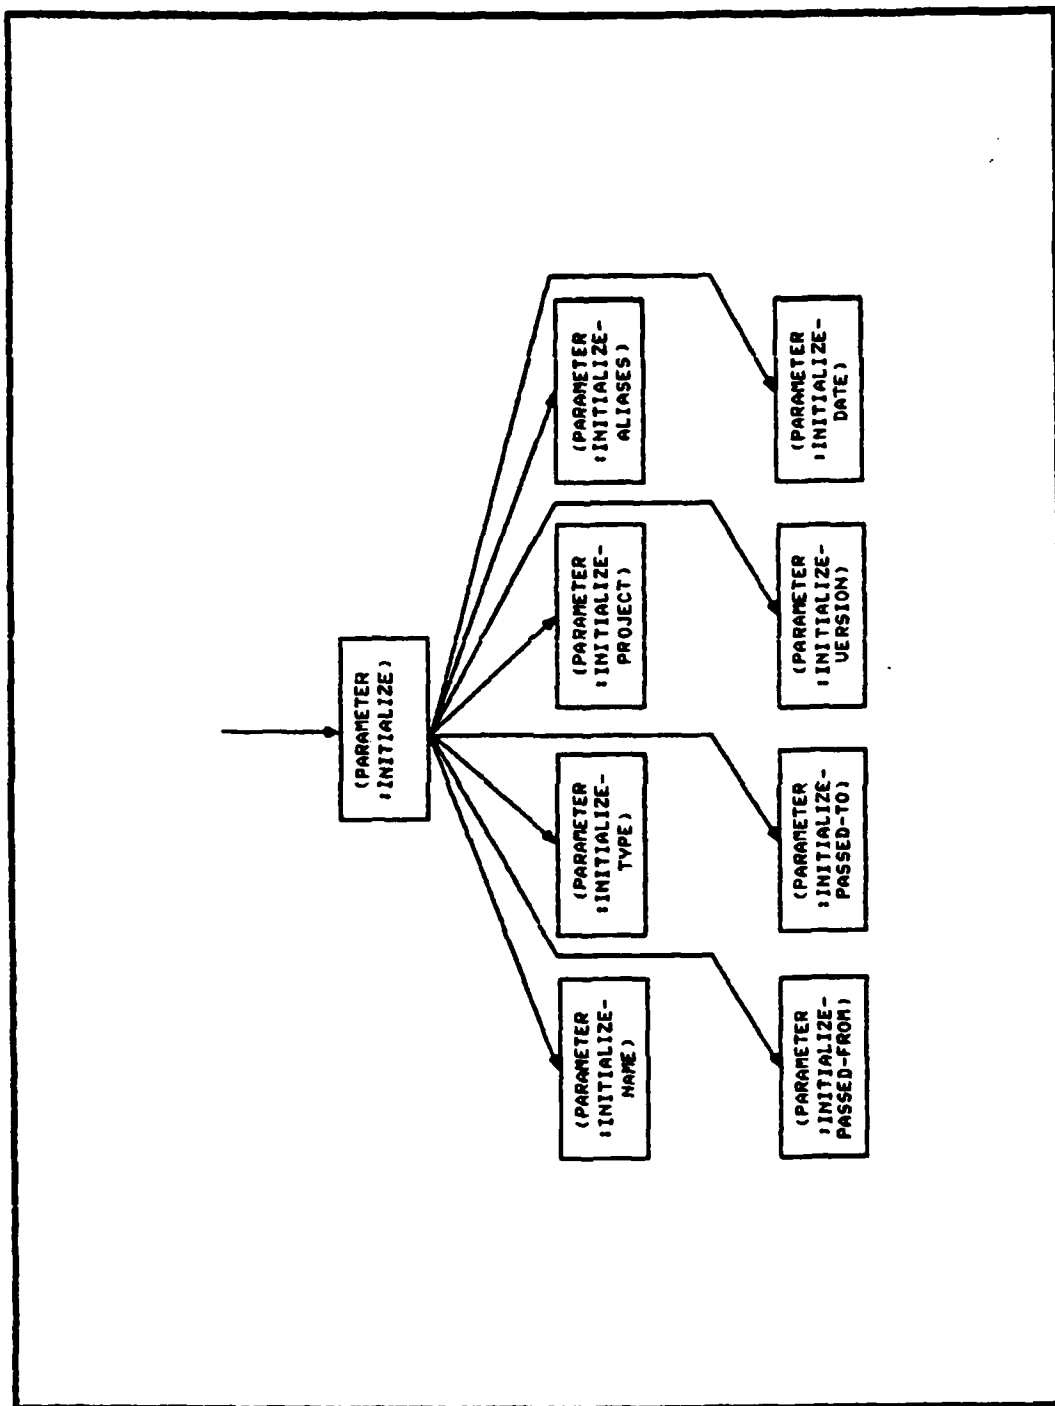 (PARAMETER
:INITIALIZE)
(PARAMETER
:INITIALIZE-
NAME)
(PARAMETER
:INITIALIZE-
TYPE)
(PARAMETER
:INITIALIZE-
PROJECT)
(PARAMETER
:INITIALIZE-
ALIASES)
(PARAMETER
:INITIALIZE-
PASSED-FROM)
(PARAMETER
:INITIALIZE-
PASSED-TO)
(PARAMETER
:INITIALIZE-
VERSION)
(PARAMETER
:INITIALIZE-
DATE)